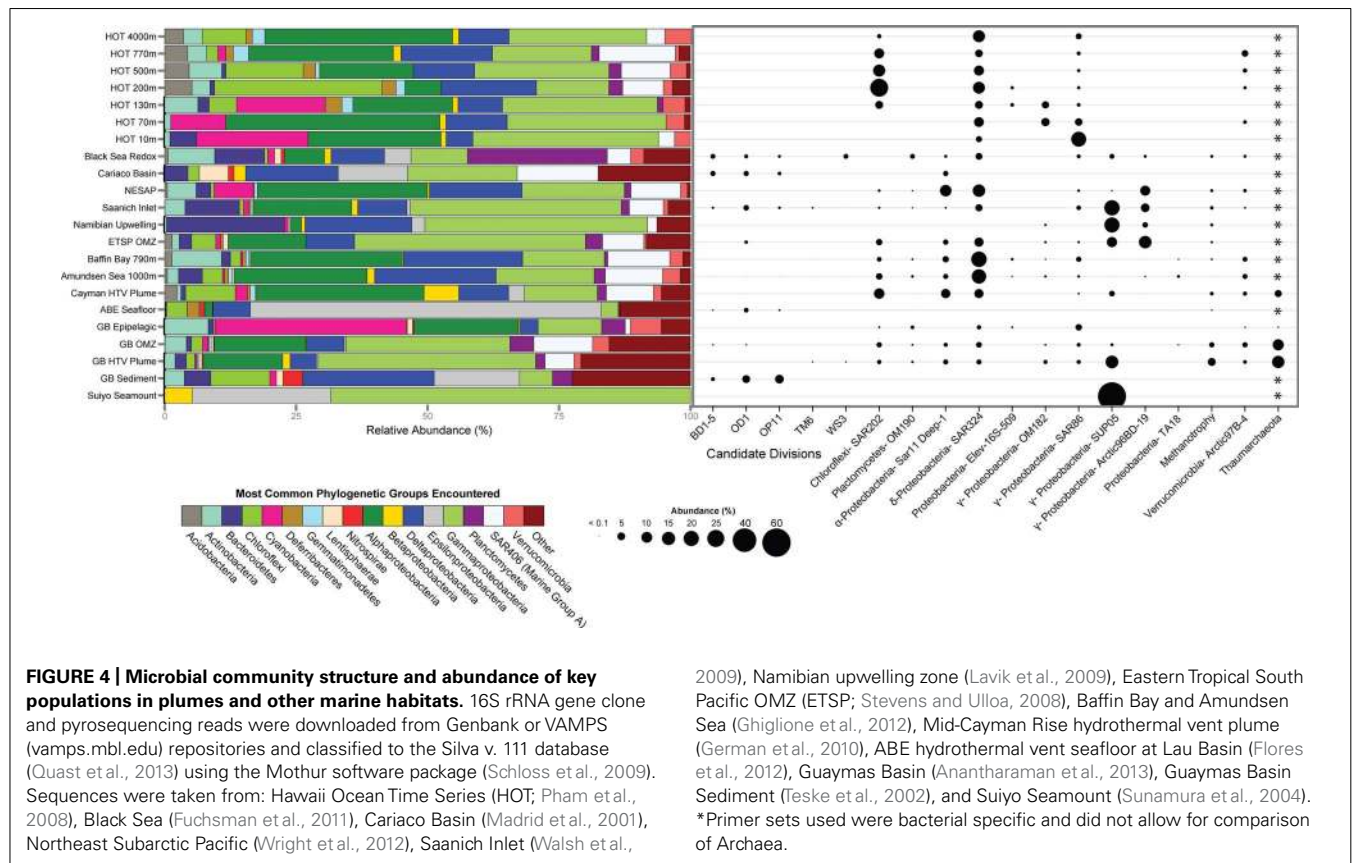 HOT 4000m
HOT 770m
HOT 500m
HOT 200m
HOT 130m
HOT 70m
HOT 10m
Black Sea Redox
Cariaco Basin
NESAP
Saanich Inlet
Namibian Upwelling
ETSP OMZ
Baffin Bay 790m
Amundsen Sea 1000m
Cayman HTV Plume
ABE Seafloor
GB Epipelagic
GB OMZ
GB HTV Plume
GB Sediment
Suiyo Seamount
* * * * * * * * * * * * * * * * * *
0 25 50 75 100
Relative Abundance (%)
BD1-5
OD1
OP11
TM6
WS3
Chloroflexi- SAR202
Planctomycetes- OM190
α-Proteobacteria- Sar11 Deep-1
δ-Proteobacteria- SAR324
Proteobacteria- Elev-16S-509
γ- Proteobacteria- OM182
γ- Proteobacteria- SAR86
γ- Proteobacteria- SUP05
γ- Proteobacteria- Arctic96BD-19
Proteobacteria- TA18
Methanotrophy
Verrucomicrobia- Arctic97B-4
Thaumarchaeota
Candidate Divisions
Most Common Phylogenetic Groups Encountered
Acidobacteria
Actinobacteria
Bacteroidetes
Chloroflexi
Cyanobacteria
Deferribacteres
Gemmatimonadetes
Lentisphaerae
Nitrospirae
Alphaproteobacteria
Betaproteobacteria
Deltaproteobacteria
Epsilonproteobacteria
Gammaproteobacteria
Planctomycetes
SAR406 (Marine Group A)
Verrucomicrobia
Other
Abundance (%)
< 0.1 5 10 15 20 25 40 60
FIGURE 4 | Microbial community structure and abundance of key
populations in plumes and other marine habitats. 16S rRNA gene clone
and pyrosequencing reads were downloaded from Genbank or VAMPS
(vamps.mbl.edu) repositories and classified to the Silva v. 111 database
(Quast et al., 2013) using the Mothur software package (Schloss et al., 2009).
Sequences were taken from: Hawaii Ocean Time Series (HOT; Pham et al.,
2008), Black Sea (Fuchsman et al., 2011), Cariaco Basin (Madrid et al., 2001),
Northeast Subarctic Pacific (Wright et al., 2012), Saanich Inlet (Walsh et al.,
2009), Namibian upwelling zone (Lavik et al., 2009), Eastern Tropical South
Pacific OMZ (ETSP; Stevens and Ulloa, 2008), Baffin Bay and Amundsen
Sea (Ghiglione et al., 2012), Mid-Cayman Rise hydrothermal vent plume
(German et al., 2010), ABE hydrothermal vent seafloor at Lau Basin (Flores
et al., 2012), Guaymas Basin (Anantharaman et al., 2013), Guaymas Basin
Sediment (Teske et al., 2002), and Suiyo Seamount (Sunamura et al., 2004).
*Primer sets used were bacterial specific and did not allow for comparison
of Archaea.